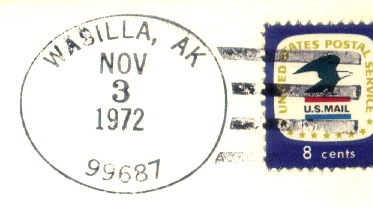 WASILLA, AK
NOV
3
1972
99687
UNITED STATES POSTAL SERVICE
U.S. MAIL
8 cents